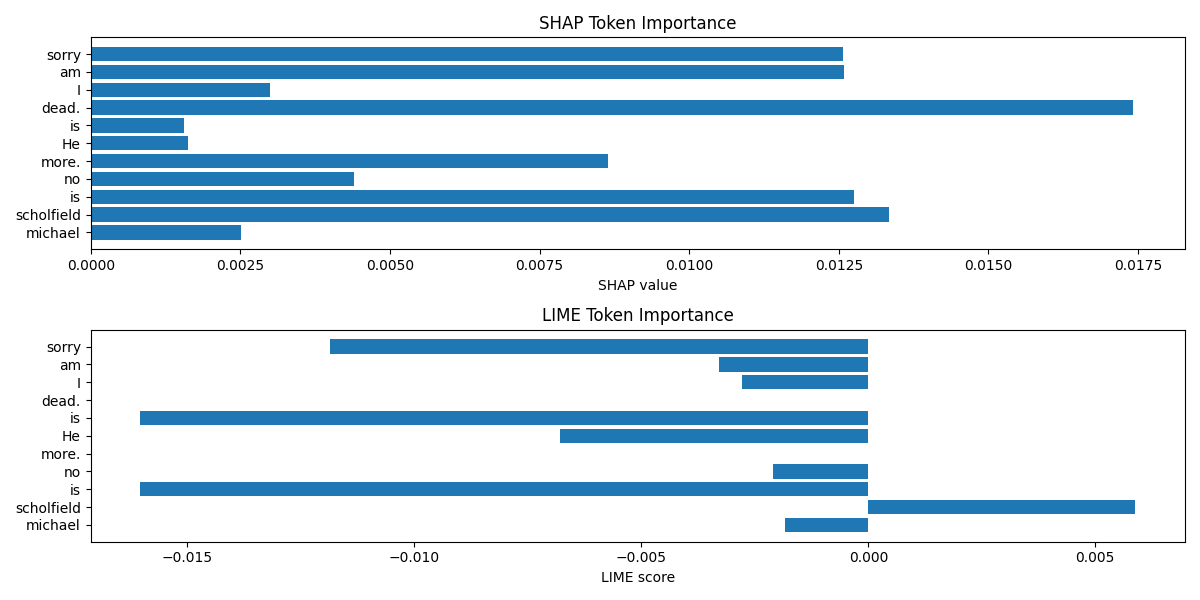 SHAP Token Importance
sorry
am
I
dead.
is
He
more.
no
is
scholfield
michael
0.0000 0.0025 0.0050 0.0075 0.0100 0.0125 0.0150 0.0175
SHAP value
LIME Token Importance
sorry
am
I
dead.
is
He
more.
no
is
scholfield
michael
−0.015 −0.010 −0.005 0.000 0.005
LIME score